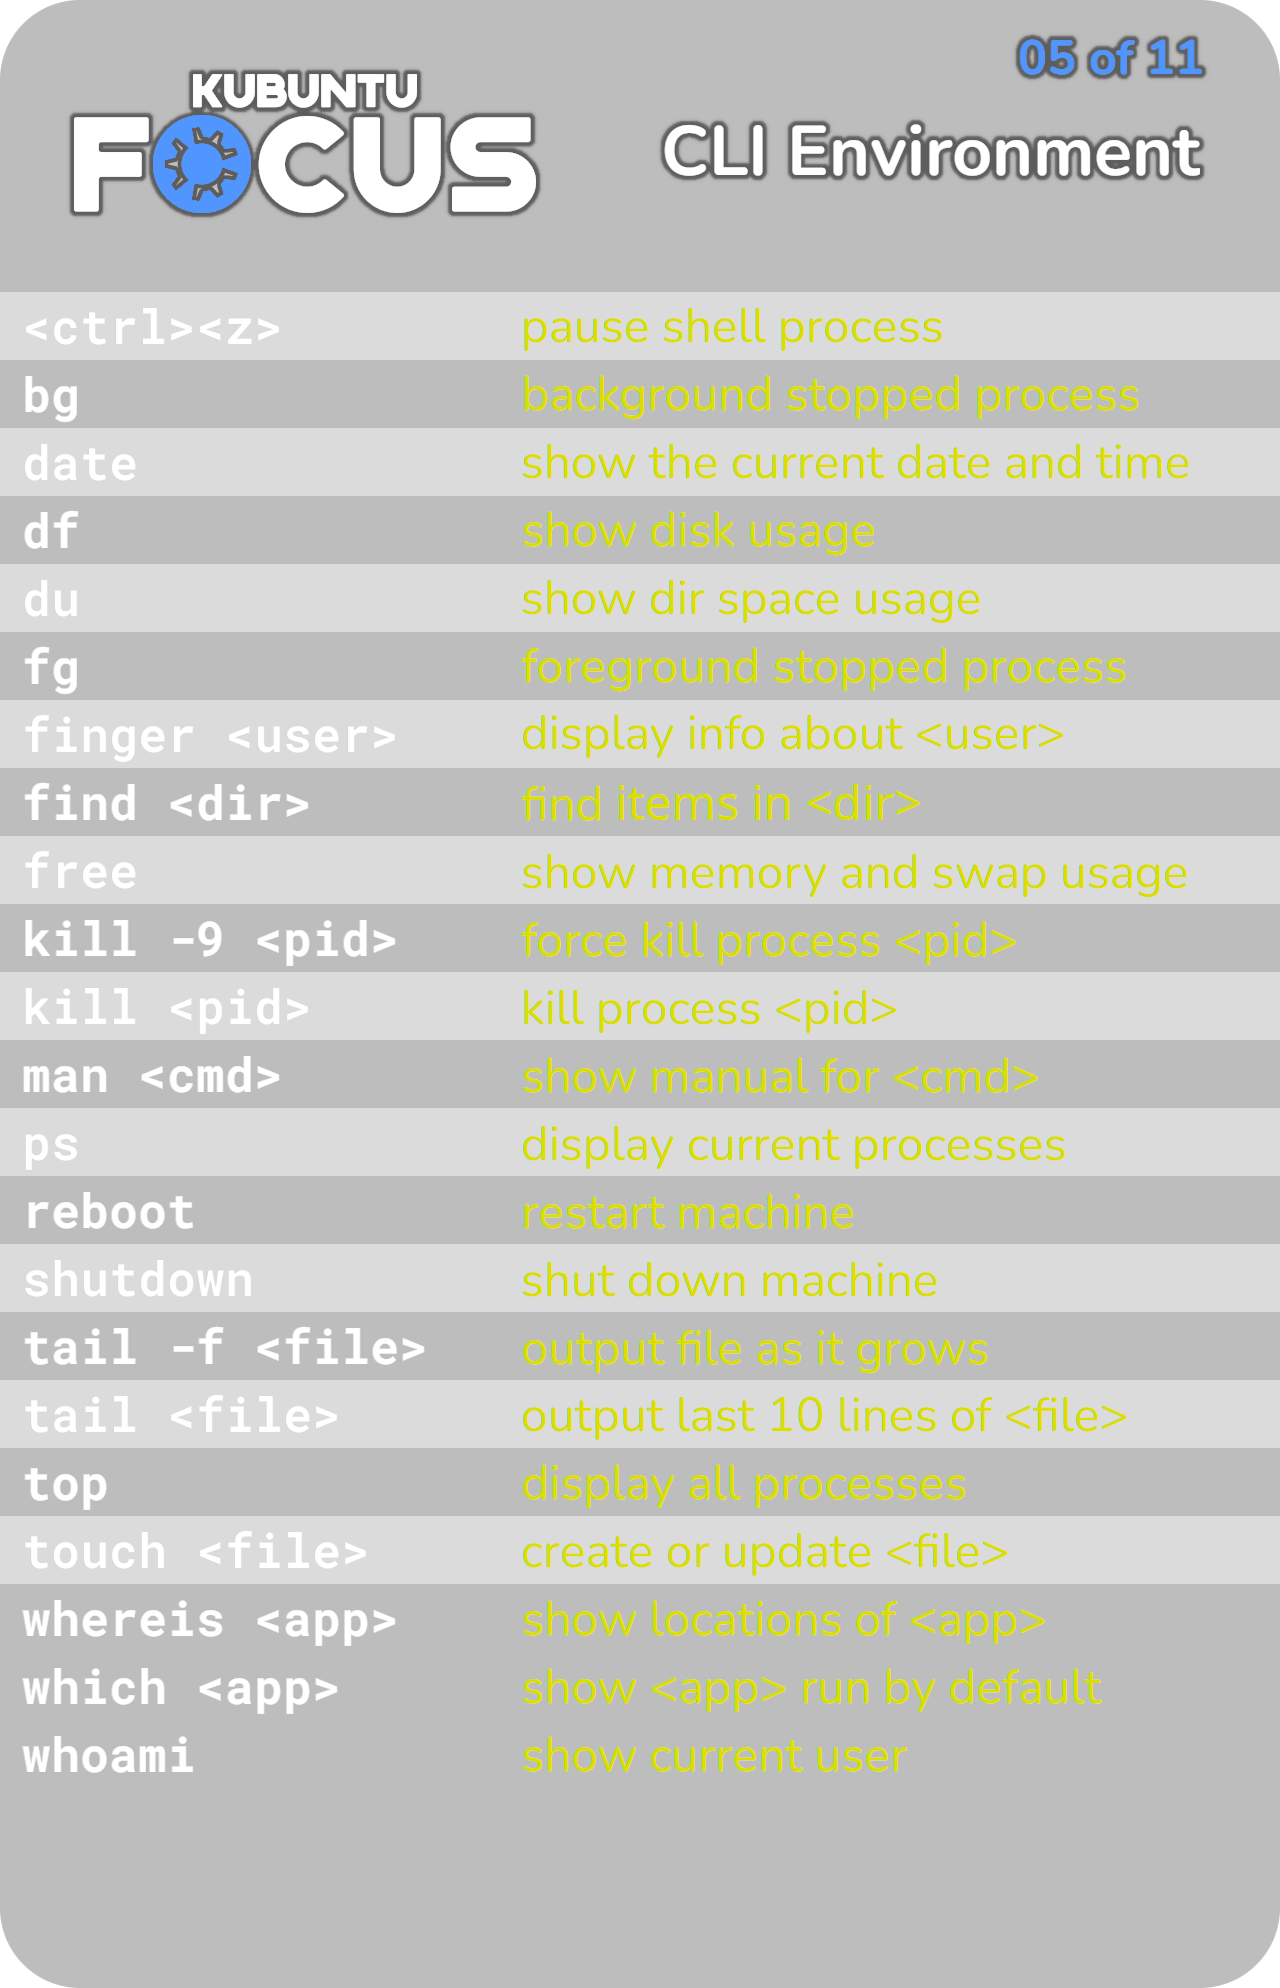 05 of 11
KUBUNTU
FOCUS
CLI Environment
<ctrl><z> pause shell process
bg background stopped process
date show the current date and time
df show disk usage
du show dir space usage
fg foreground stopped process
finger <user> display info about <user>
find <dir> find items in <dir>
free show memory and swap usage
kill -9 <pid> force kill process <pid>
kill <pid> kill process <pid>
man <cmd> show manual for <cmd>
ps display current processes
reboot restart machine
shutdown shut down machine
tail -f <file> output file as it grows
tail <file> output last 10 lines of <file>
top display all processes
touch <file> create or update <file>
whereis <app> show locations of <app>
which <app> show <app> run by default
whoami show current user